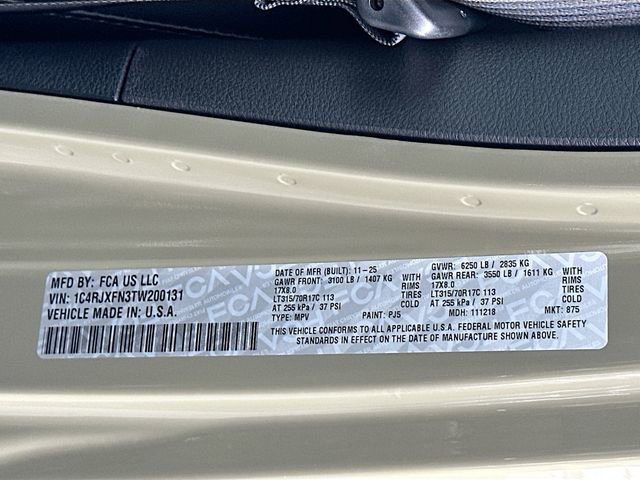 MFD BY: FCA US LLC
VIN: 1C4RJXFN3TW200131
VEHICLE MADE IN: U.S.A.
DATE OF MFR (BUILT): 11-25
GAWR FRONT: 3100 LB / 1407 KG
WITH
17X8.0
RIMS
LT315/70R17C 113
TIRES
AT 255 kPa / 37 PSI
COLD
TYPE: MPV
PAINT: PJ5
GVWR: 6250 LB / 2835 KG
GAWR REAR: 3550 LB / 1611 KG
WITH
17X8.0
RIMS
LT315/70R17C 113
TIRES
AT 255 kPa / 37 PSI
COLD
MDH: 111218
MKT: 875
THIS VEHICLE CONFORMS TO ALL APPLICABLE U.S.A. FEDERAL MOTOR VEHICLE SAFETY
STANDARDS IN EFFECT ON THE DATE OF MANUFACTURE SHOWN ABOVE.